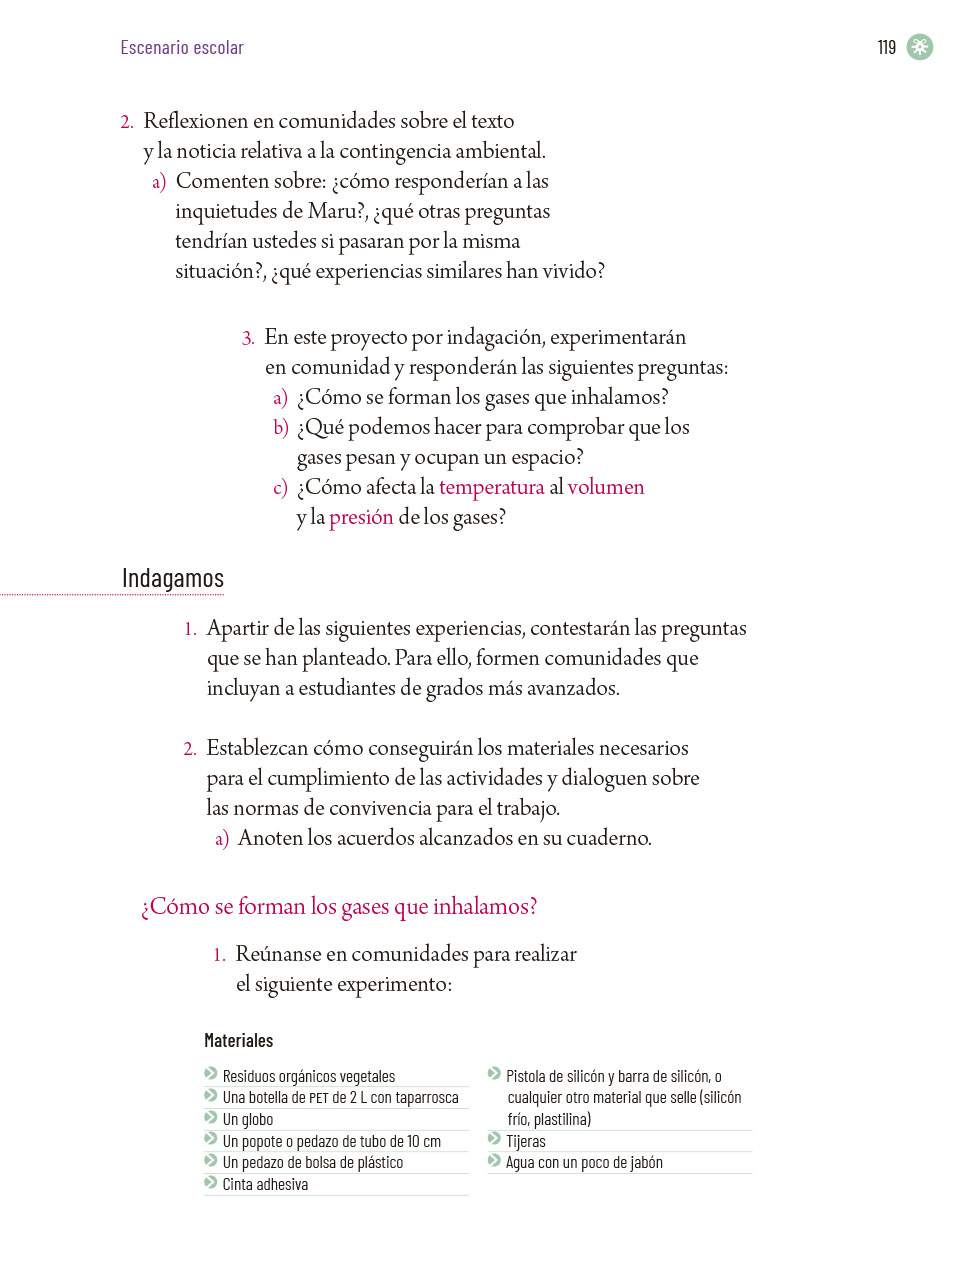 Escenario escolar
119
2. Reflexionen en comunidades sobre el texto
y la noticia relativa a la contingencia ambiental.
a) Comenten sobre: ¿cómo responderían a las
inquietudes de Maru?, ¿qué otras preguntas
tendrían ustedes si pasaran por la misma
situación?, ¿qué experiencias similares han vivido?
3. En este proyecto por indagación, experimentarán
en comunidad y responderán las siguientes preguntas:
a) ¿Cómo se forman los gases que inhalamos?
b) ¿Qué podemos hacer para comprobar que los
gases pesan y ocupan un espacio?
c) ¿Cómo afecta la temperatura al volumen
y la presión de los gases?
Indagamos
1. Apartir de las siguientes experiencias, contestarán las preguntas
que se han planteado. Para ello, formen comunidades que
incluyan a estudiantes de grados más avanzados.
2. Establezcan cómo conseguirán los materiales necesarios
para el cumplimiento de las actividades y dialoguen sobre
las normas de convivencia para el trabajo.
a) Anoten los acuerdos alcanzados en su cuaderno.
¿Cómo se forman los gases que inhalamos?
1. Reúnanse en comunidades para realizar
el siguiente experimento:
Materiales
Residuos orgánicos vegetales
Una botella de PET de 2 L con taparrosca
Un globo
Un popote o pedazo de tubo de 10 cm
Un pedazo de bolsa de plástico
Cinta adhesiva
Pistola de silicón y barra de silicón, o
cualquier otro material que selle (silicón
frío, plastilina)
Tijeras
Agua con un poco de jabón